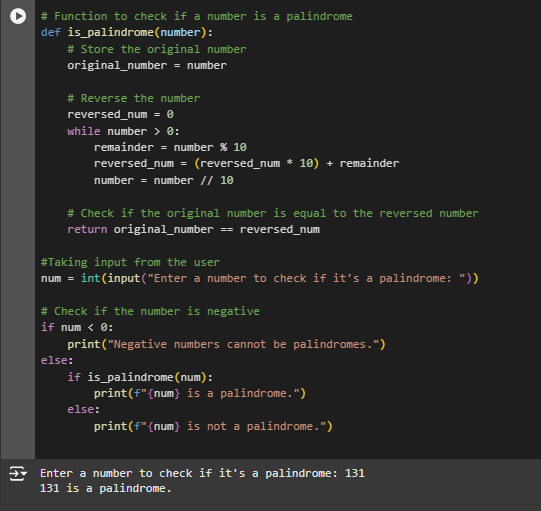 # Function to check if a number is a palindrome
def is_palindrome(number):
    # Store the original number
    original_number = number

    # Reverse the number
    reversed_num = 0
    while number > 0:
        remainder = number % 10
        reversed_num = (reversed_num * 10) + remainder
        number = number // 10

    # Check if the original number is equal to the reversed number
    return original_number == reversed_num

#Taking input from the user
num = int(input("Enter a number to check if it's a palindrome: "))

# Check if the number is negative
if num < 0:
    print("Negative numbers cannot be palindromes.")
else:
    if is_palindrome(num):
        print(f"{num} is a palindrome.")
    else:
        print(f"{num} is not a palindrome.")

Enter a number to check if it's a palindrome: 131
131 is a palindrome.